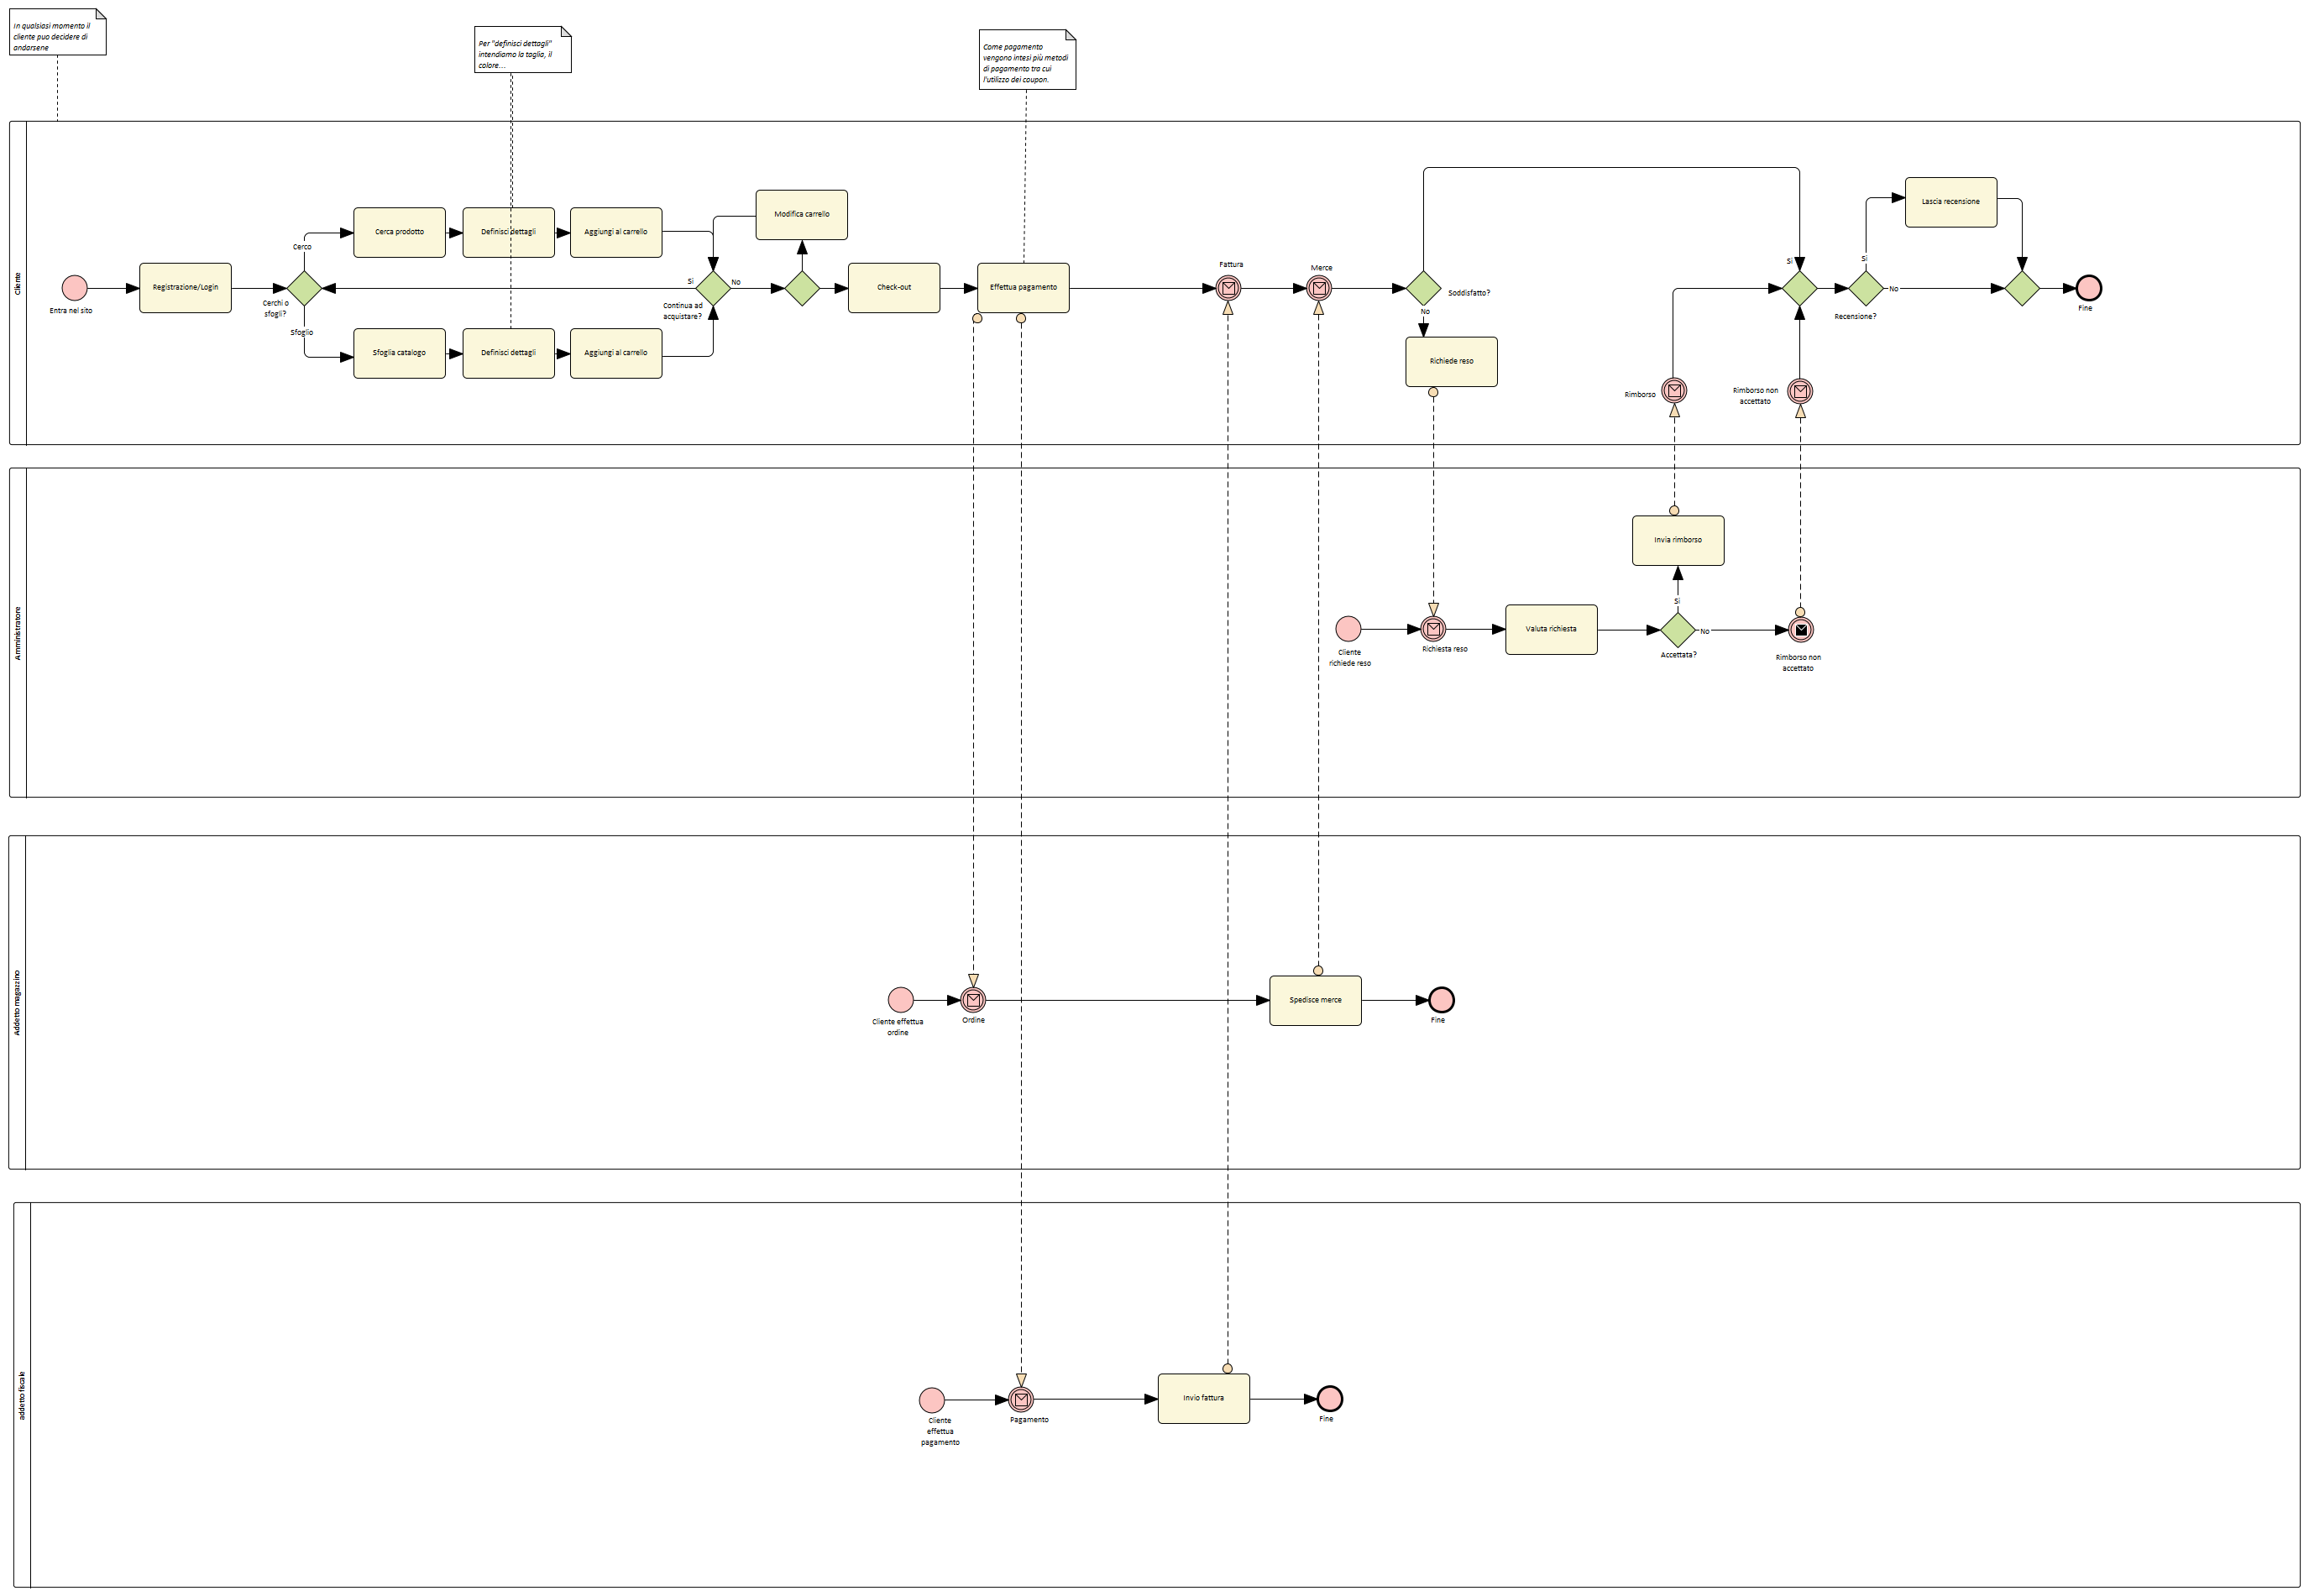 In qualsiasi momento il
cliente puo decidere di
andarsene
Per "definisci dettagli"
intendiamo la taglia, il
colore...
Come pagamento
vengono intesi più metodi
di pagamento tra cui
l'utilizzo dei coupon.
Cliente
Entra nel sito
Registrazione/Login
Cerchi o
sfogli?
Cerco
Sfoglio
Cerca prodotto
Definisci dettagli
Aggiungi al carrello
Sfoglia catalogo
Definisci dettagli
Aggiungi al carrello
Si
No
Continua ad
acquistare?
Modifica carrello
Check-out
Effettua pagamento
Fattura
Merce
Soddisfatto?
No
Richiede reso
Rimborso
Rimborso non
accettato
Si
Recensione?
Si
No
Lascia recensione
Fine
Amministratore
Cliente
richiede reso
Richiesta reso
Valuta richiesta
Accettata?
Si
No
Invia rimborso
Rimborso non
accettato
Addetto magazzino
Cliente effettua
ordine
Ordine
Spedisce merce
Fine
addetto fiscale
Cliente
effettua
pagamento
Pagamento
Invio fattura
Fine